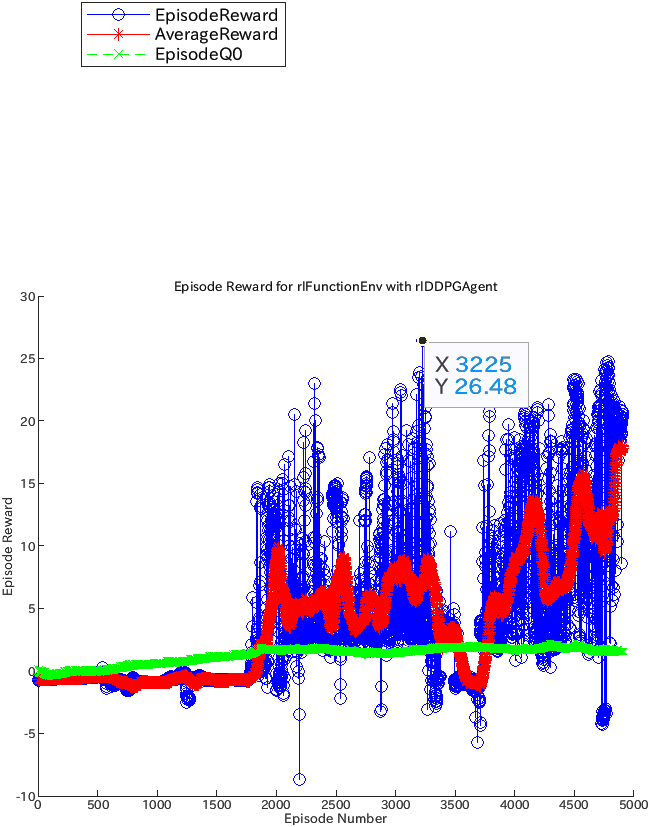 EpisodeReward
AverageReward
EpisodeQ0
Episode Reward for rlFunctionEnv with rlDDPGAgent
30
25
20
15
10
5
0
-5
-10
Episode Reward
X 3225
Y 26.48
0 500 1000 1500 2000 2500 3000 3500 4000 4500 5000
Episode Number